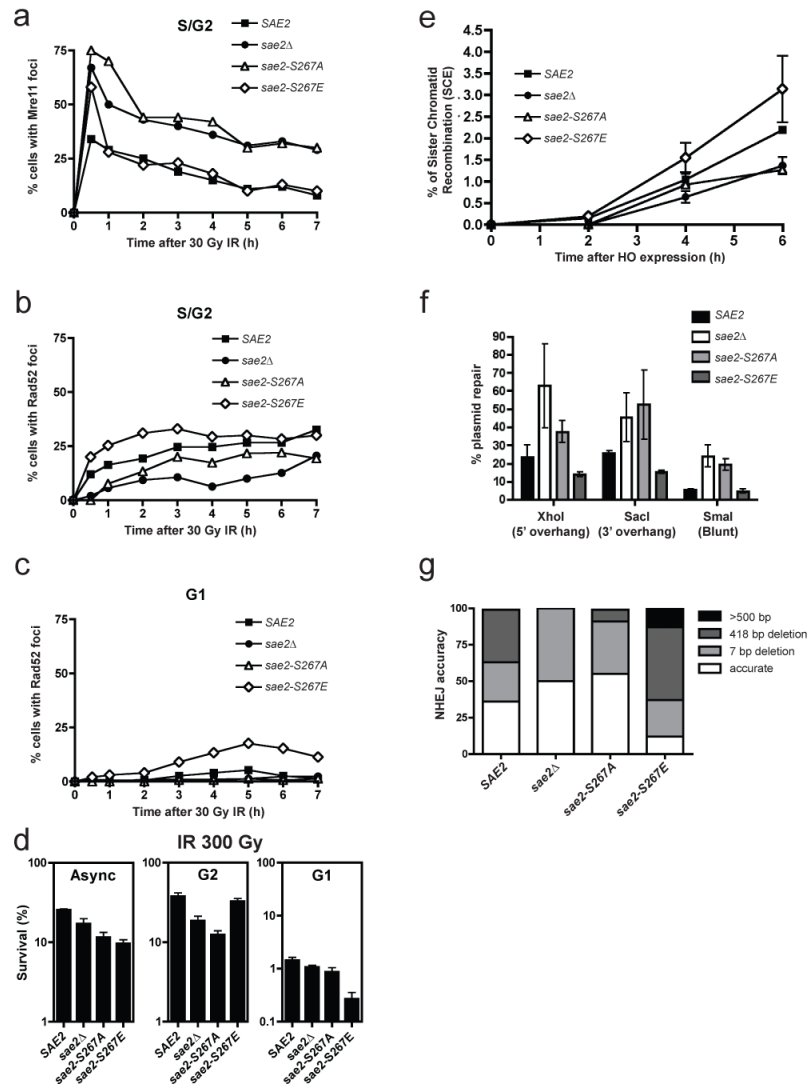 a
S/G2
% cells with Mre11 foci
75
50
25
0
0 1 2 3 4 5 6 7
Time after 30 Gy IR (h)
SAE2
sae2Δ
sae2-S267A
sae2-S267E
b
S/G2
% cells with Rad52 foci
75
50
25
0
0 1 2 3 4 5 6 7
Time after 30 Gy IR (h)
SAE2
sae2Δ
sae2-S267A
sae2-S267E
c
G1
% cells with Rad52 foci
75
50
25
0
0 1 2 3 4 5 6 7
Time after 30 Gy IR (h)
SAE2
sae2Δ
sae2-S267A
sae2-S267E
d
IR 300 Gy
Survival (%)
Async
100
10
1
SAE2
sae2Δ
sae2-S267A
sae2-S267E
G2
100
10
1
SAE2
sae2Δ
sae2-S267A
sae2-S267E
G1
100
10
1
0.1
SAE2
sae2Δ
sae2-S267A
sae2-S267E
e
% of Sister Chromatid
Recombination (SCE)
4.5
4.0
3.5
3.0
2.5
2.0
1.5
1.0
0.5
0.0
0 1 2 3 4 5 6
Time after HO expression (h)
SAE2
sae2Δ
sae2-S267A
sae2-S267E
f
% plasmid repair
90
80
70
60
50
40
30
20
10
0
XhoI
(5' overhang)
SacI
(3' overhang)
SmaI
(Blunt)
SAE2
sae2Δ
sae2-S267A
sae2-S267E
g
NHEJ accuracy
100
75
50
25
0
SAE2
sae2Δ
sae2-S267A
sae2-S267E
>500 bp
418 bp deletion
7 bp deletion
accurate